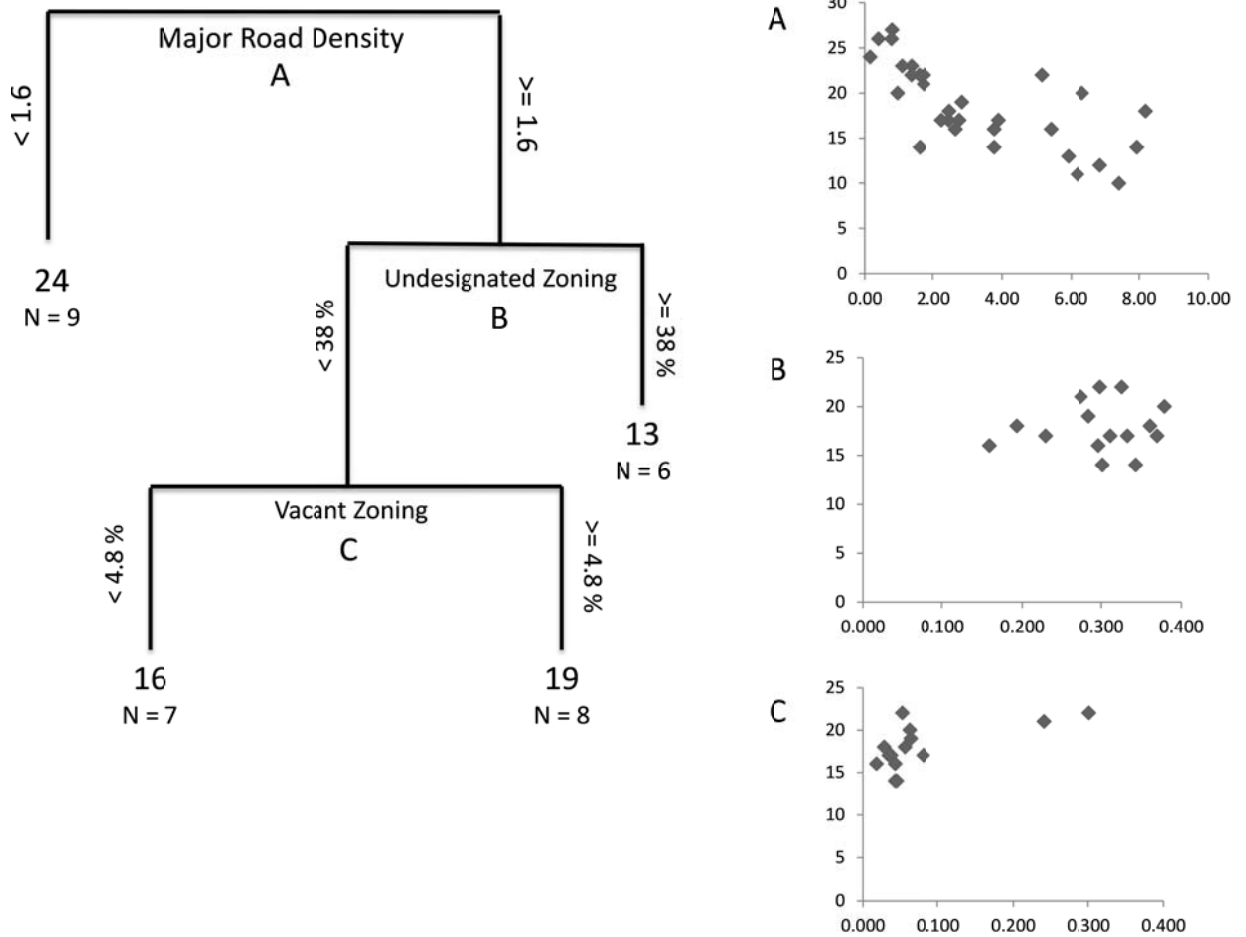 Major Road Density
A
< 1.6
>= 1.6
24
N = 9
Undesignated Zoning
B
< 38 %
>= 38 %
13
N = 6
Vacant Zoning
C
< 4.8 %
>= 4.8 %
16
N = 7
19
N = 8
A
30
25
20
15
10
5
0
0.00 2.00 4.00 6.00 8.00 10.00
B
25
20
15
10
5
0
0.000 0.100 0.200 0.300 0.400
C
25
20
15
10
5
0
0.000 0.100 0.200 0.300 0.400